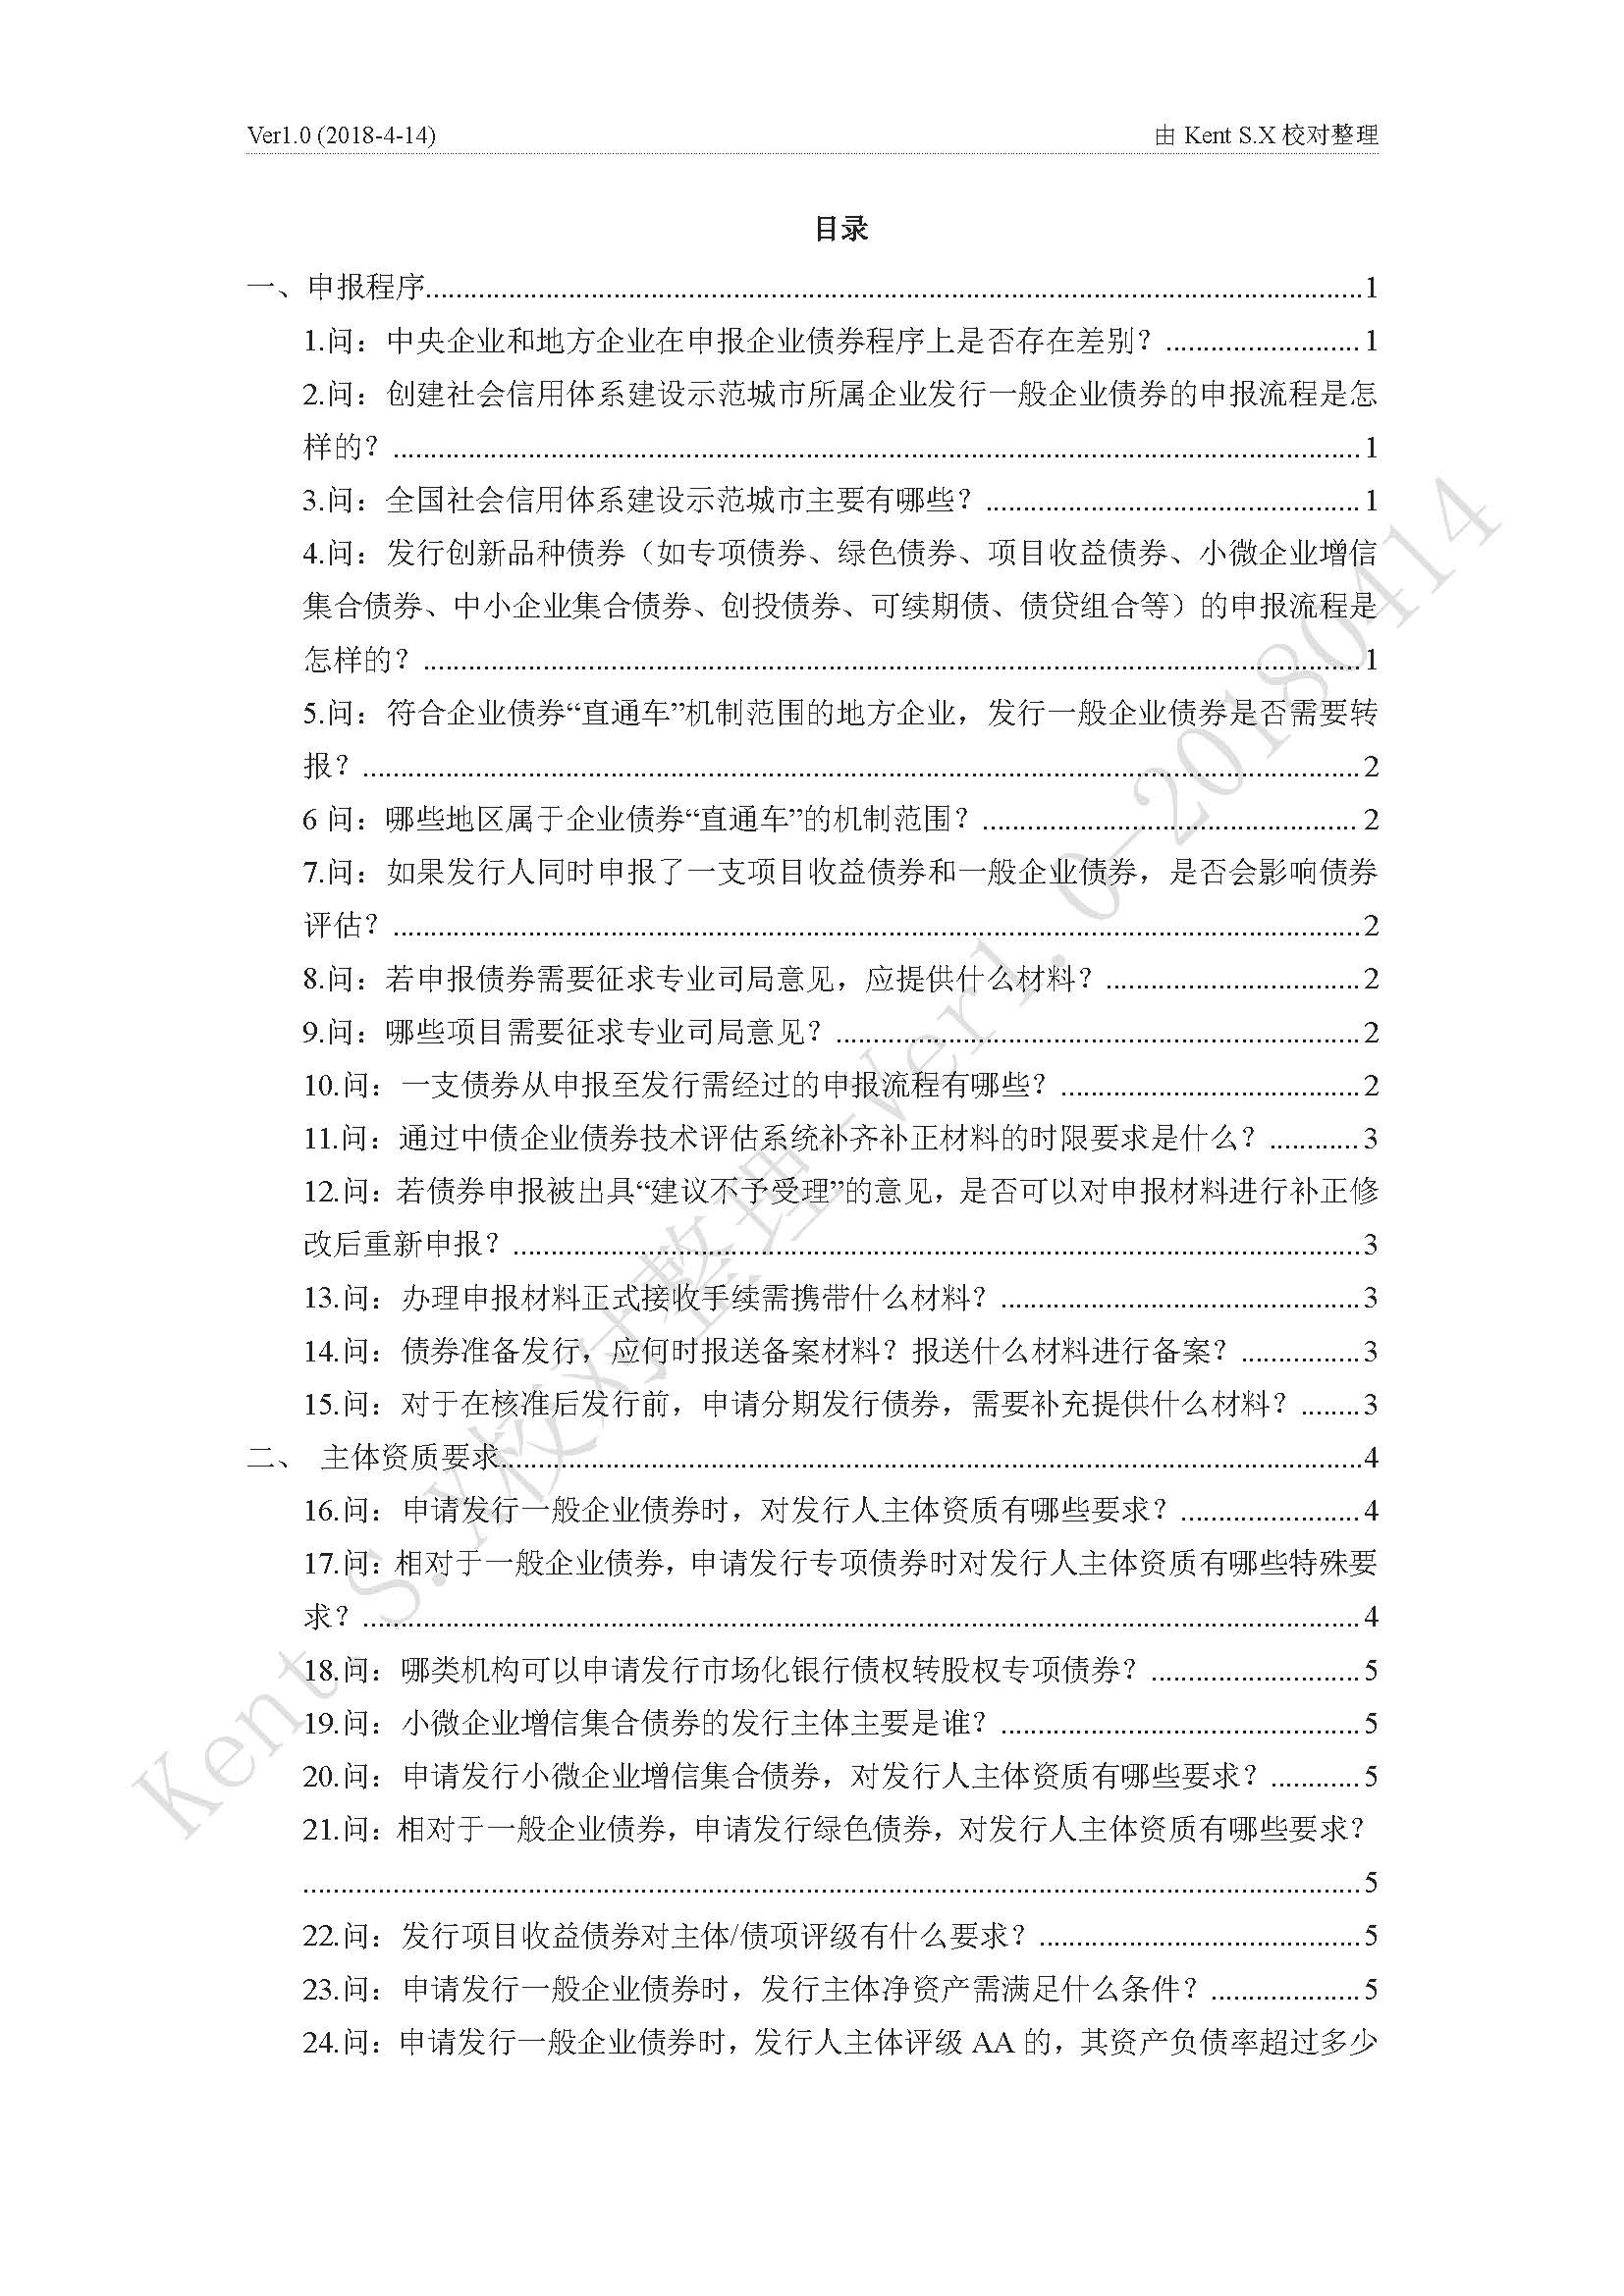 Ver1.0 (2018-4-14) 由 Kent S.X 校对整理
目录
一、申报程序........................1
1.问：中央企业和地方企业在申报企业债券程序上是否存在差别？........................1
2.问：创建社会信用体系建设示范城市所属企业发行一般企业债券的申报流程是怎
样的？........................1
3.问：全国社会信用体系建设示范城市主要有哪些？........................1
4.问：发行创新品种债券（如专项债券、绿色债券、项目收益债券、小微企业增信
集合债券、中小企业集合债券、创投债券、可续期债、债贷组合等）的申报流程是
怎样的？........................1
5.问：符合企业债券“直通车”机制范围的地方企业，发行一般企业债券是否需要转
报？........................2
6 问：哪些地区属于企业债券“直通车”的机制范围？........................2
7.问：如果发行人同时申报了一支项目收益债券和一般企业债券，是否会影响债券
评估？........................2
8.问：若申报债券需要征求专业司局意见，应提供什么材料？........................2
9.问：哪些项目需要征求专业司局意见？........................2
10.问：一支债券从申报至发行需经过的申报流程有哪些？........................2
11.问：通过中债企业债券技术评估系统补齐补正材料的时限要求是什么？............3
12.问：若债券申报被出具“建议不予受理”的意见，是否可以对申报材料进行补正修
改后重新申报？........................3
13.问：办理申报材料正式接收手续需携带什么材料？........................3
14.问：债券准备发行，应何时报送备案材料？报送什么材料进行备案？................3
15.问：对于在核准后发行前，申请分期发行债券，需要补充提供什么材料？........3
二、 主体资质要求........................4
16.问：申请发行一般企业债券时，对发行人主体资质有哪些要求？........................4
17.问：相对于一般企业债券，申请发行专项债券时对发行人主体资质有哪些特殊要
求？........................4
18.问：哪类机构可以申请发行市场化银行债权转股权专项债券？........................5
19.问：小微企业增信集合债券的发行主体主要是谁？........................5
20.问：申请发行小微企业增信集合债券，对发行人主体资质有哪些要求？............5
21.问：相对于一般企业债券，申请发行绿色债券，对发行人主体资质有哪些要求？
........................5
22.问：发行项目收益债券对主体/债项评级有什么要求？........................5
23.问：申请发行一般企业债券时，发行主体净资产需满足什么条件？....................5
24.问：申请发行一般企业债券时，发行人主体评级 AA 的，其资产负债率超过多少
Kent S.X校对整理-Ver1.0-20180414